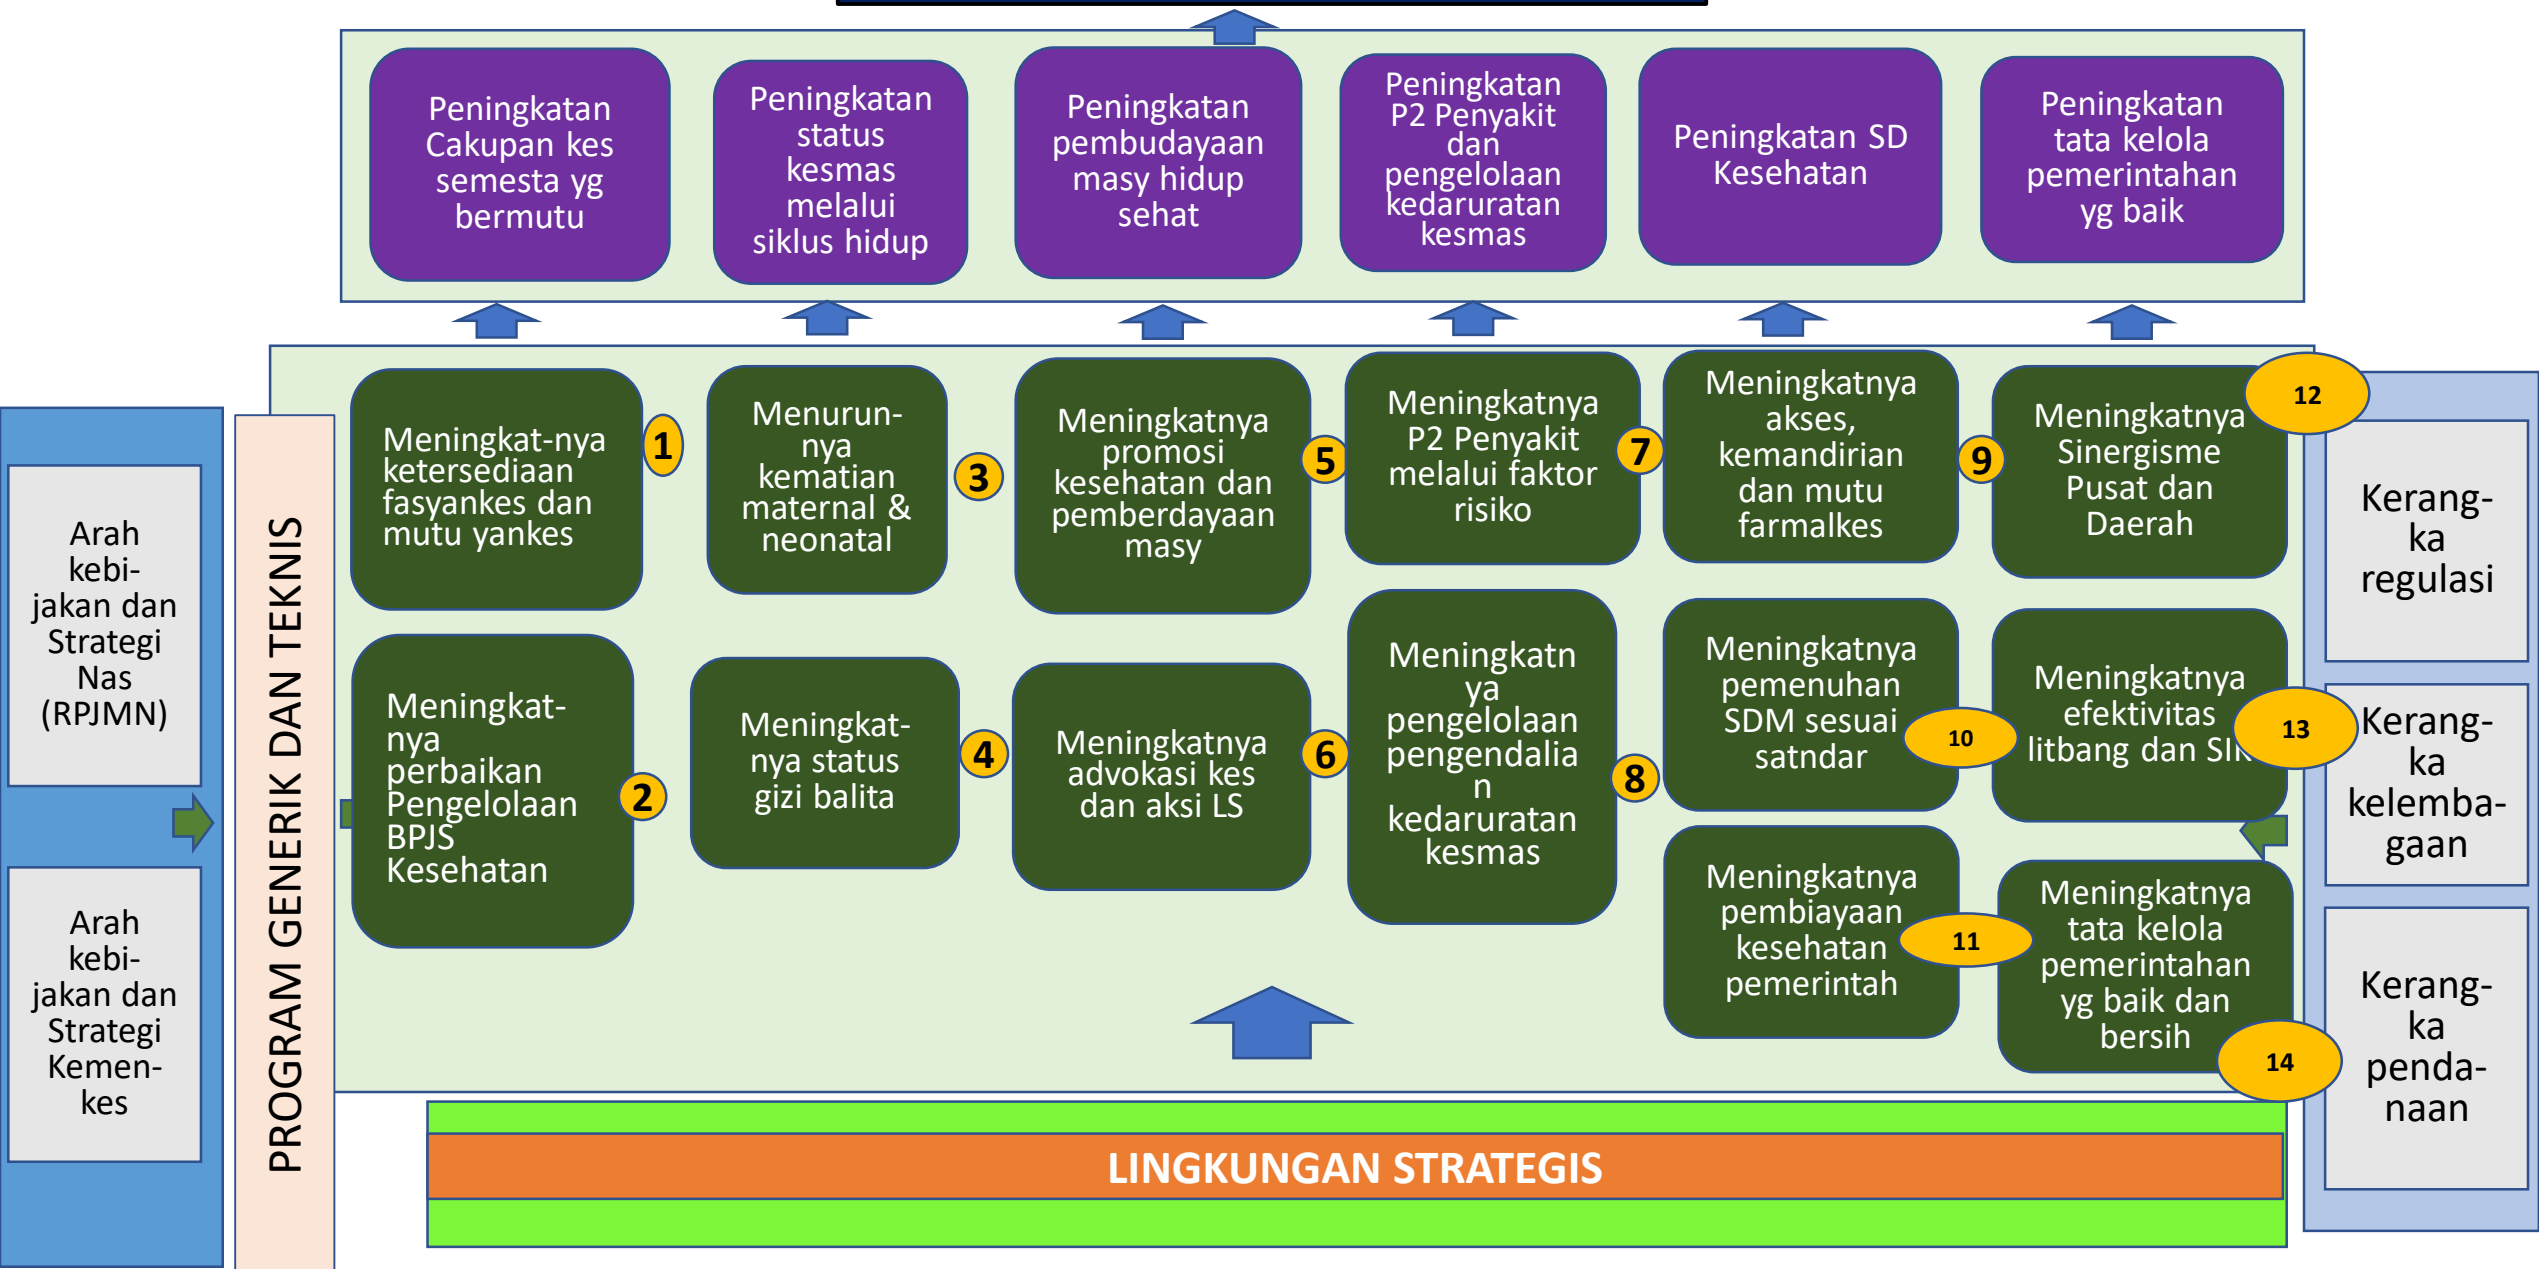 Peningkatan
Cakupan kes
semesta yg
bermutu
Peningkatan
status
kesmas
melalui
siklus hidup
Peningkatan
pembudayaan
masy hidup
sehat
Peningkatan
P2 Penyakit
dan
pengelolaan
kedaruratan
kesmas
Peningkatan SD
Kesehatan
Peningkatan
tata kelola
pemerintahan
yg baik
Arah
kebi-
jakan dan
Strategi
Nas
(RPJMN)
Arah
kebi-
jakan dan
Strategi
Kemen-
kes
PROGRAM GENERIK DAN TEKNIS
Meningkat-nya
ketersediaan
fasyankes dan
mutu yankes
1
Menurun-
nya
kematian
maternal &
neonatal
3
Meningkatnya
promosi
kesehatan dan
pemberdayaan
masy
5
Meningkatnya
P2 Penyakit
melalui faktor
risiko
7
Meningkatnya
akses,
kemandirian
dan mutu
farmalkes
9
Meningkatnya
Sinergisme
Pusat dan
Daerah
12
Meningkat-
nya
perbaikan
Pengelolaan
BPJS
Kesehatan
2
Meningkat-
nya status
gizi balita
4
Meningkatnya
advokasi kes
dan aksi LS
6
Meningkatn
ya
pengelolaan
pengendalia
n
kedaruratan
kesmas
8
Meningkatnya
pemenuhan
SDM sesuai
satndar
10
Meningkatnya
efektivitas
litbang dan SIK
13
Meningkatnya
pembiayaan
kesehatan
pemerintah
11
Meningkatnya
tata kelola
pemerintahan
yg baik dan
bersih
14
Kerang-
ka
regulasi
Kerang-
ka
kelemba-
gaan
Kerang-
ka
penda-
naan
LINGKUNGAN STRATEGIS